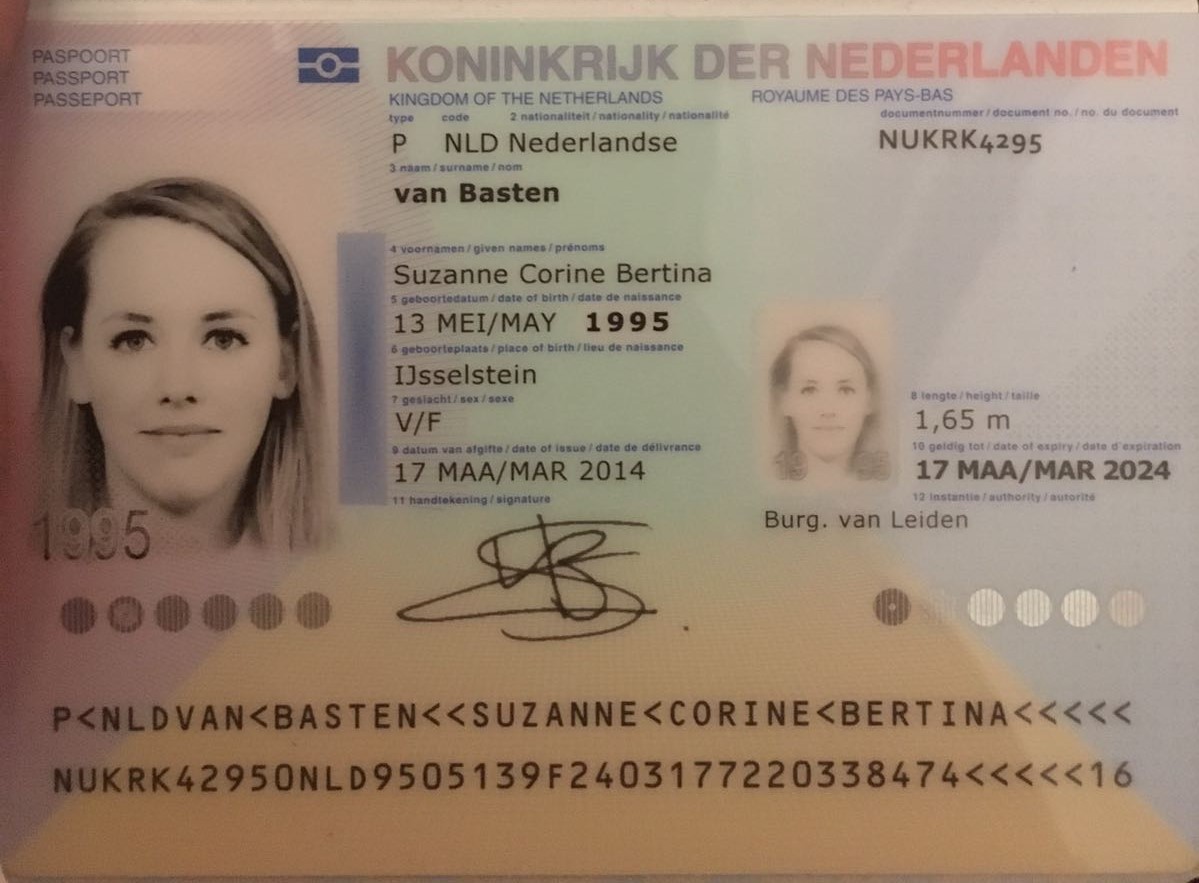 PASPOORT
PASSPORT
PASSEPORT
KONINKRIJK DER NEDERLANDEN
KINGDOM OF THE NETHERLANDS ROYAUME DES PAYS-BAS
type code 2 nationaliteit / nationality / nationalité documentnummer / document no. / no. du document
P NLD Nederlandse NUKRK4295
3 naam / surname / nom
van Basten
4 voornamen / given names / prénoms
Suzanne Corine Bertina
5 geboortedatum / date of birth / date de naissance
13 MEI/MAY 1995
6 geboorteplaats / place of birth / lieu de naissance
IJsselstein
7 geslacht / sex / sexe 8 lengte / height / taille
V/F 1,65 m
9 datum van afgifte / date of issue / date de délivrance 10 geldig tot / date of expiry / date d'expiration
17 MAA/MAR 2014 17 MAA/MAR 2024
11 handtekening / signature 12 instantie / authority / autorité
Burg. van Leiden
1995
P<NLDVAN<BASTEN<<SUZANNE<CORINE<BERTINA<<<<<
NUKRK42950NLD9505139F2403177220338474<<<<<16